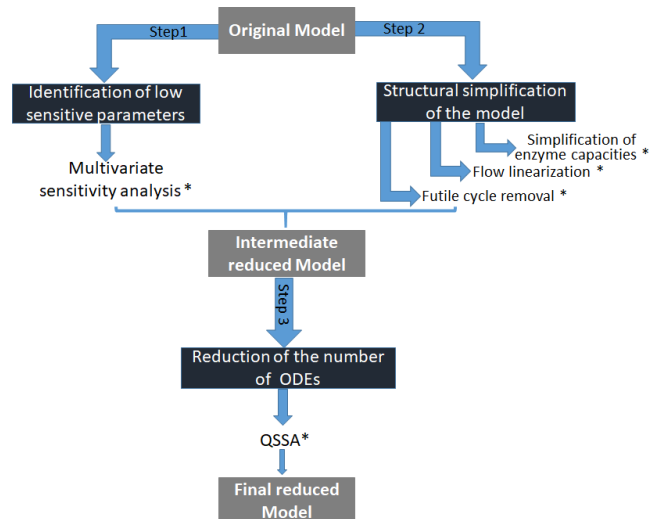 Original Model
Step1
Step 2
Identification of low
sensitive parameters
Structural simplification
of the model
Multivariate
sensitivity analysis *
Simplification of
enzyme capacities *
Flow linearization *
Futile cycle removal *
Intermediate
reduced Model
Step 3
Reduction of the number
of ODEs
QSSA*
Final reduced
Model